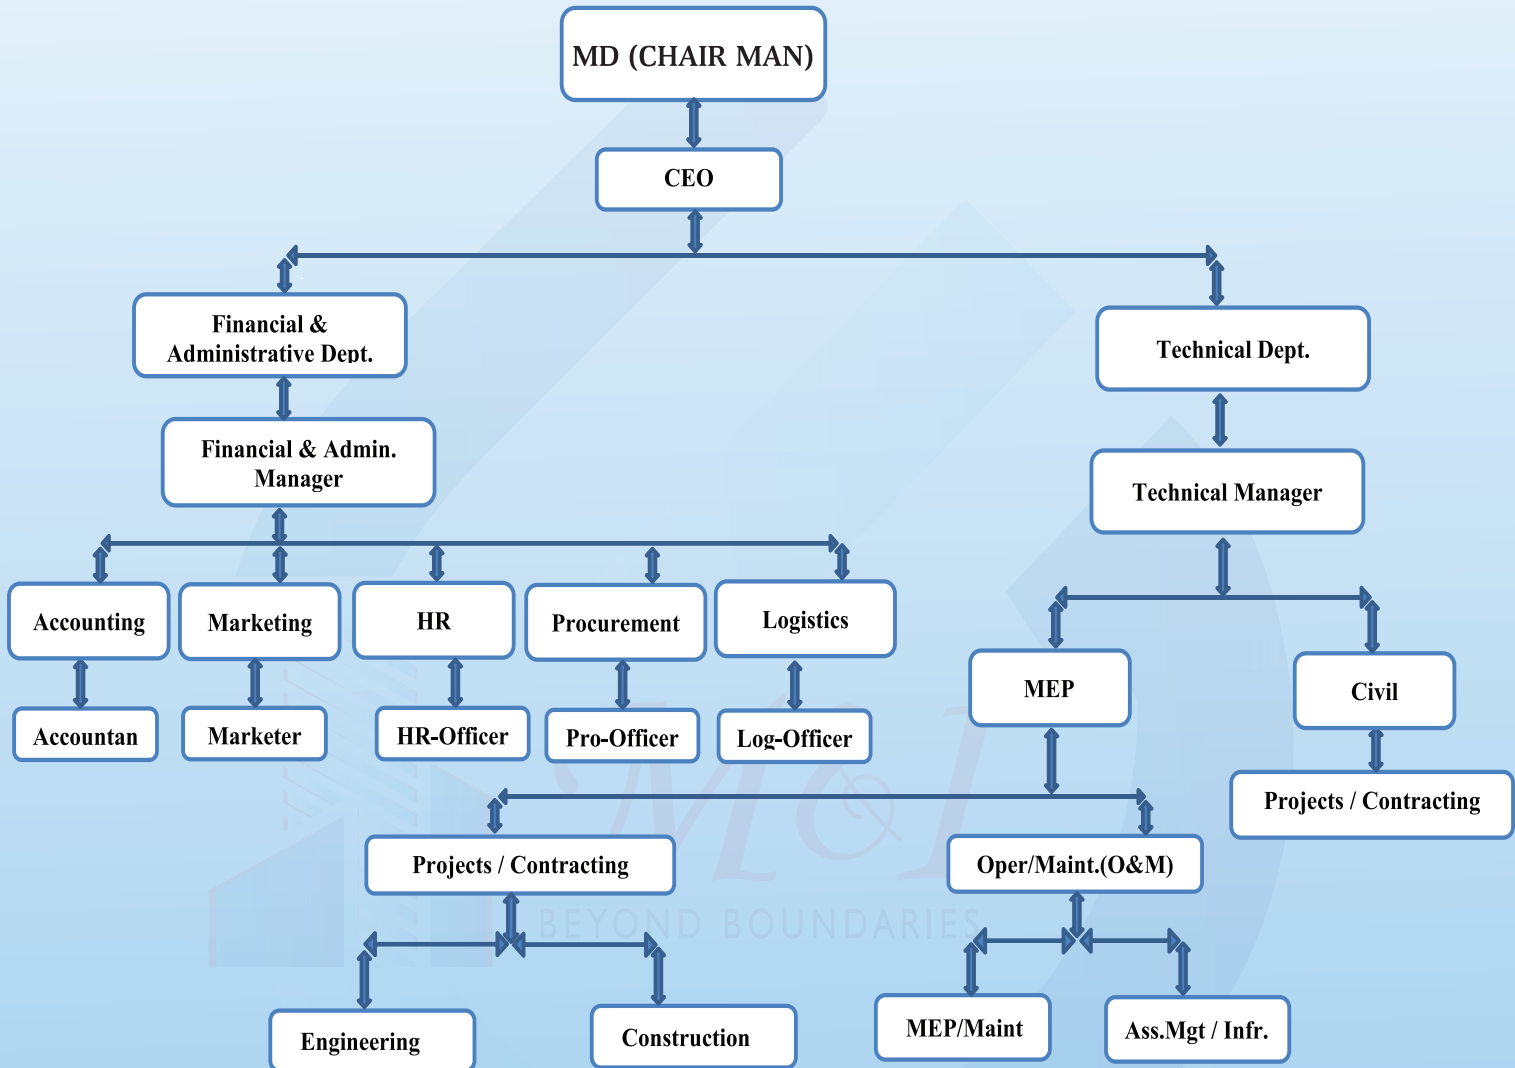 MD (CHAIR MAN)
CEO
Financial &
Administrative Dept.
Technical Dept.
Financial & Admin.
Manager
Technical Manager
Accounting
Marketing
HR
Procurement
Logistics
MEP
Civil
Accountan
Marketer
HR-Officer
Pro-Officer
Log-Officer
Projects / Contracting
Projects / Contracting
Oper/Maint.(O&M)
M&I
BEYOND BOUNDARIES
Engineering
Construction
MEP/Maint
Ass.Mgt / Infr.